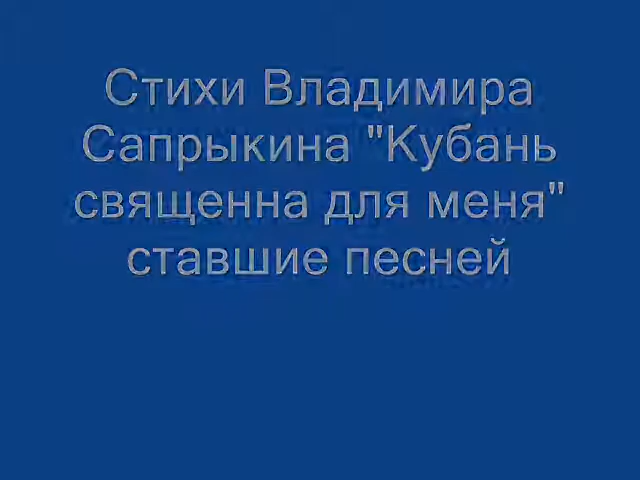 Стихи Владимира
Сапрыкина "Кубань
священна для меня"
ставшие песней